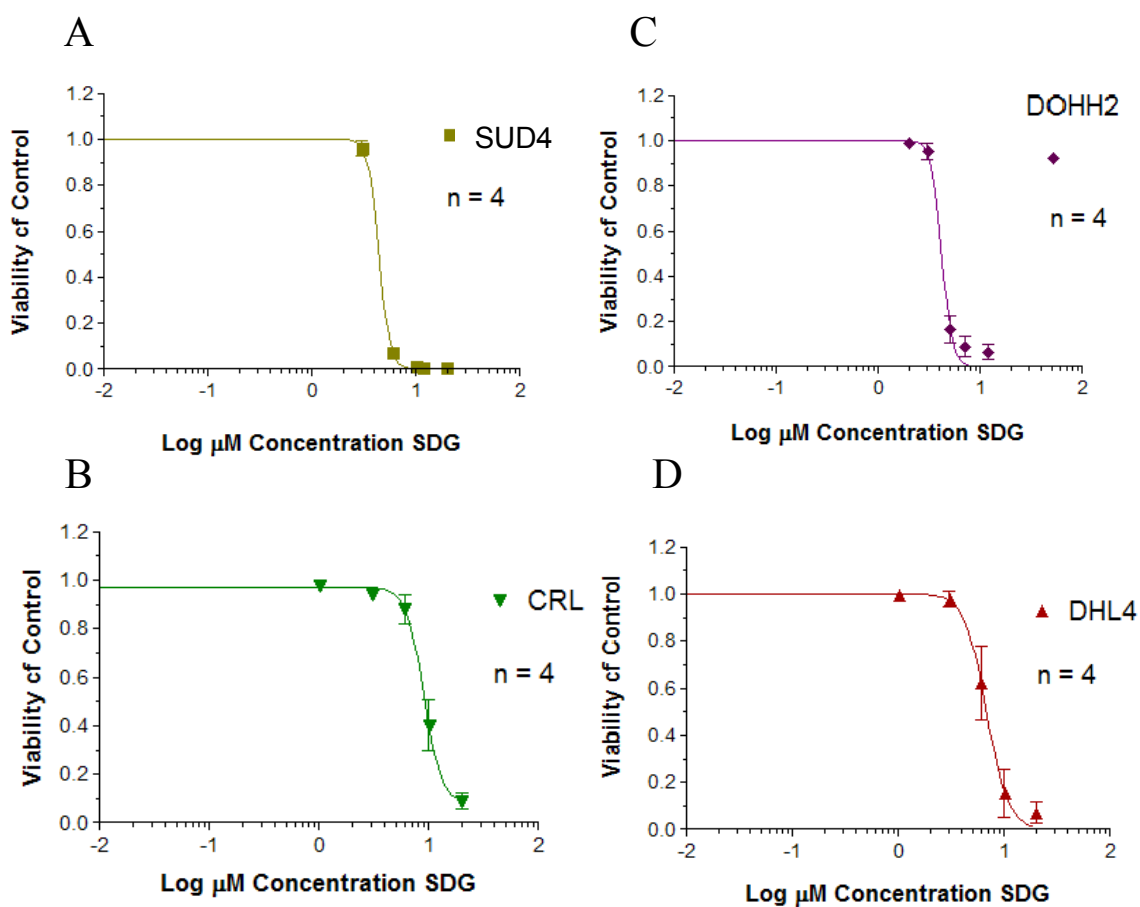 A
1.2
1.0
0.8
0.6
0.4
0.2
0.0
Viability of Control
-2
-1
0
1
2
Log μM Concentration SDG
SUD4
n = 4
C
1.2
1.0
0.8
0.6
0.4
0.2
0.0
Viability of Control
-2
-1
0
1
2
Log μM Concentration SDG
DOHH2
n = 4
B
1.2
1.0
0.8
0.6
0.4
0.2
0.0
Viability of Control
-2
-1
0
1
2
Log μM Concentration SDG
CRL
n = 4
D
1.2
1.0
0.8
0.6
0.4
0.2
0.0
Viability of Control
-2
-1
0
1
2
Log μM Concentration SDG
DHL4
n = 4